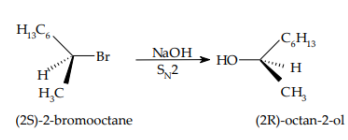 H₁₃C₆
Br
H
H₃C
NaOH
Sₙ2
HO
C₆H₁₃
H
CH₃
(2S)-2-bromooctane
(2R)-octan-2-ol